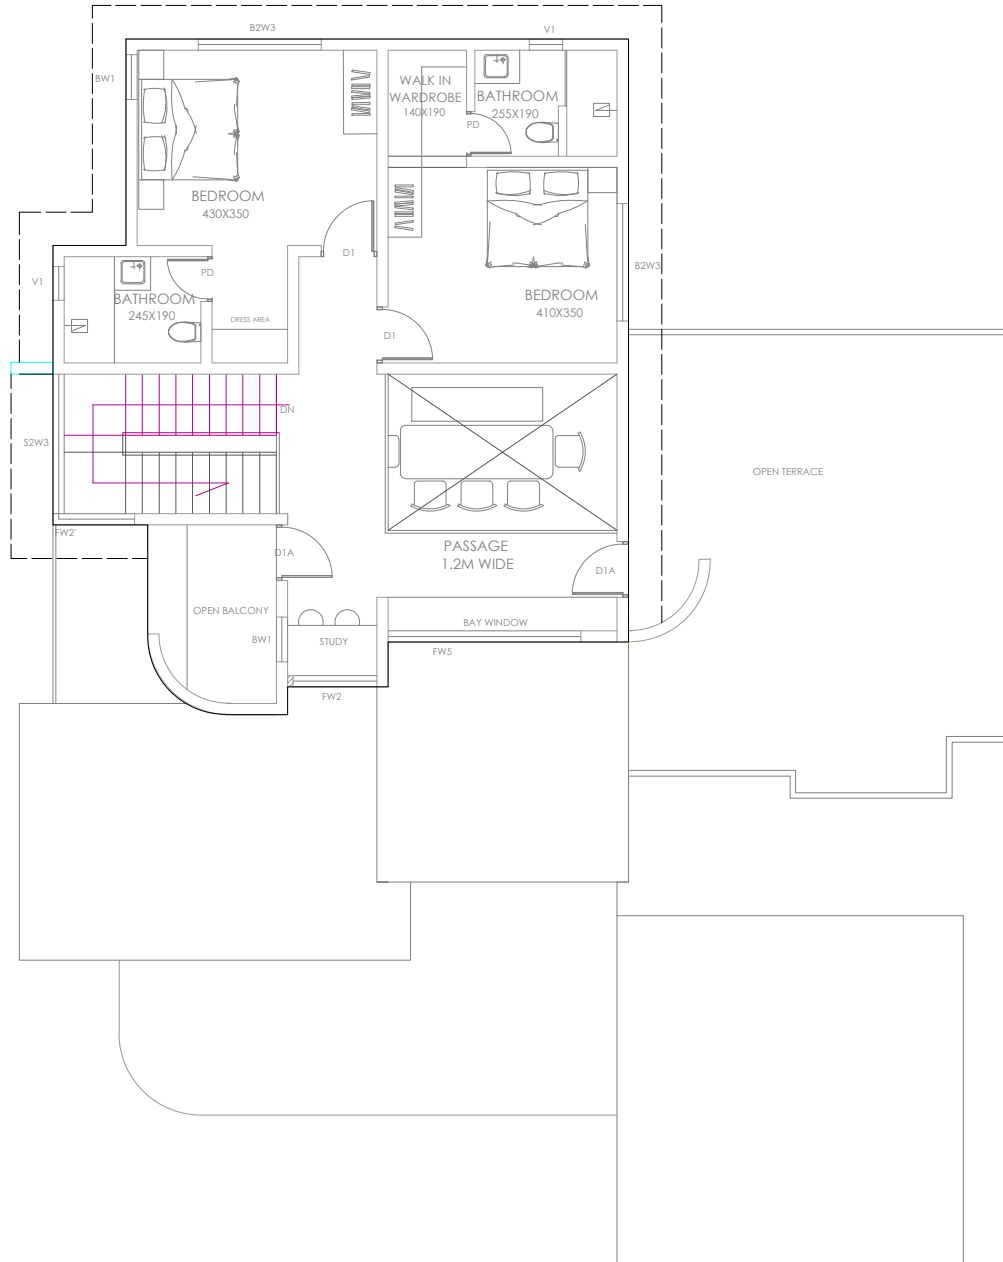 B2W3
V1
BW1
WALK IN
WARDROBE
140X190
BATHROOM
255X190
PD
BEDROOM
430X350
D1
V1
PD
BATHROOM
245X190
DRESS AREA
B2W3
BEDROOM
410X350
D1
DN
S2W3
OPEN TERRACE
FW2'
D1A
PASSAGE
1.2M WIDE
D1A
OPEN BALCONY
BW1
STUDY
BAY WINDOW
FW5
FW2